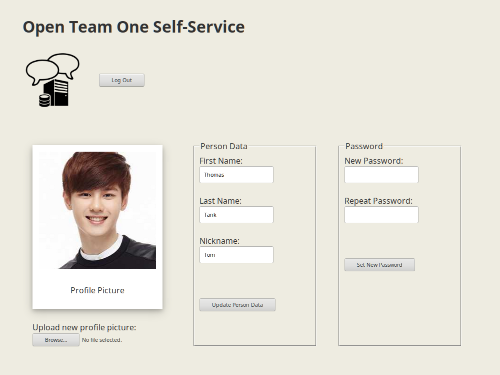 Open Team One Self-Service
Log Out
Profile Picture
Upload new profile picture:
Browse... No file selected.
Person Data
First Name:
Thomas
Last Name:
Tank
Nickname:
Tom
Update Person Data
Password
New Password:
Repeat Password:
Set New Password